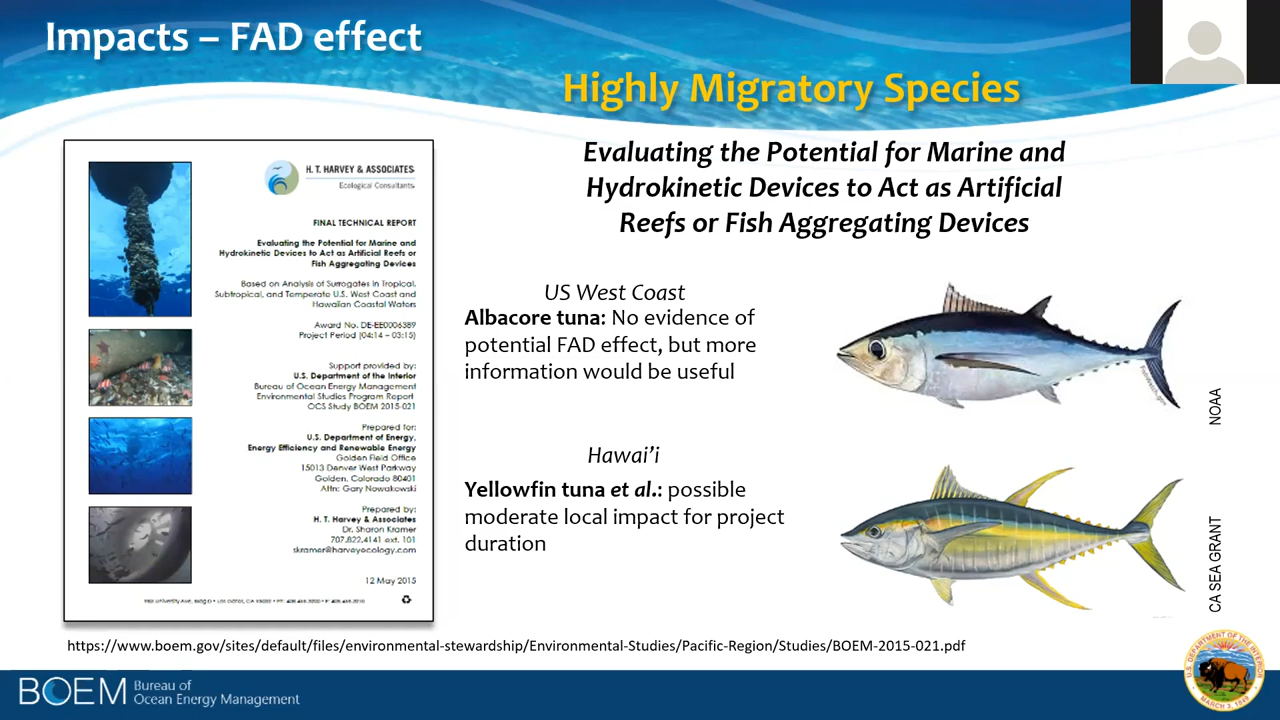 Impacts – FAD effect
Highly Migratory Species
H. T. HARVEY & ASSOCIATES
Ecological Consultants
FINAL TECHNICAL REPORT
Evaluating the Potential for Marine and
Hydrokinetic Devices to Act as Artificial Reefs or
Fish Aggregating Devices
Based on Analysis of Surrogates in Tropical,
Subtropical, and Temperate U.S. West Coast and
Hawaiian Coastal Waters
Award No. DE-EE0006389
Project Period (04:14 – 03:15)
Support provided by:
U.S. Department of the Interior
Bureau of Ocean Energy Management
Environmental Studies Program Report
OCS Study BOEM 2015-021
Prepared for:
U.S. Department of Energy,
Energy Efficiency and Renewable Energy
Golden Field Office
15013 Denver West Parkway
Golden, Colorado 80401
Attn: Gary Nowakowski
Prepared by:
H. T. Harvey & Associates
Dr. Sharon Kramer
707.822.4141 ext. 101
skramer@harveyecology.com
12 May 2015
Evaluating the Potential for Marine and
Hydrokinetic Devices to Act as Artificial
Reefs or Fish Aggregating Devices
US West Coast
Albacore tuna: No evidence of
potential FAD effect, but more
information would be useful
NOAA
Hawai’i
Yellowfin tuna et al.: possible
moderate local impact for project
duration
CA SEA GRANT
https://www.boem.gov/sites/default/files/environmental-stewardship/Environmental-Studies/Pacific-Region/Studies/BOEM-2015-021.pdf
BOEM
Bureau of
Ocean Energy Management
U.S. DEPARTMENT OF THE INTERIOR
MARCH 3, 1849